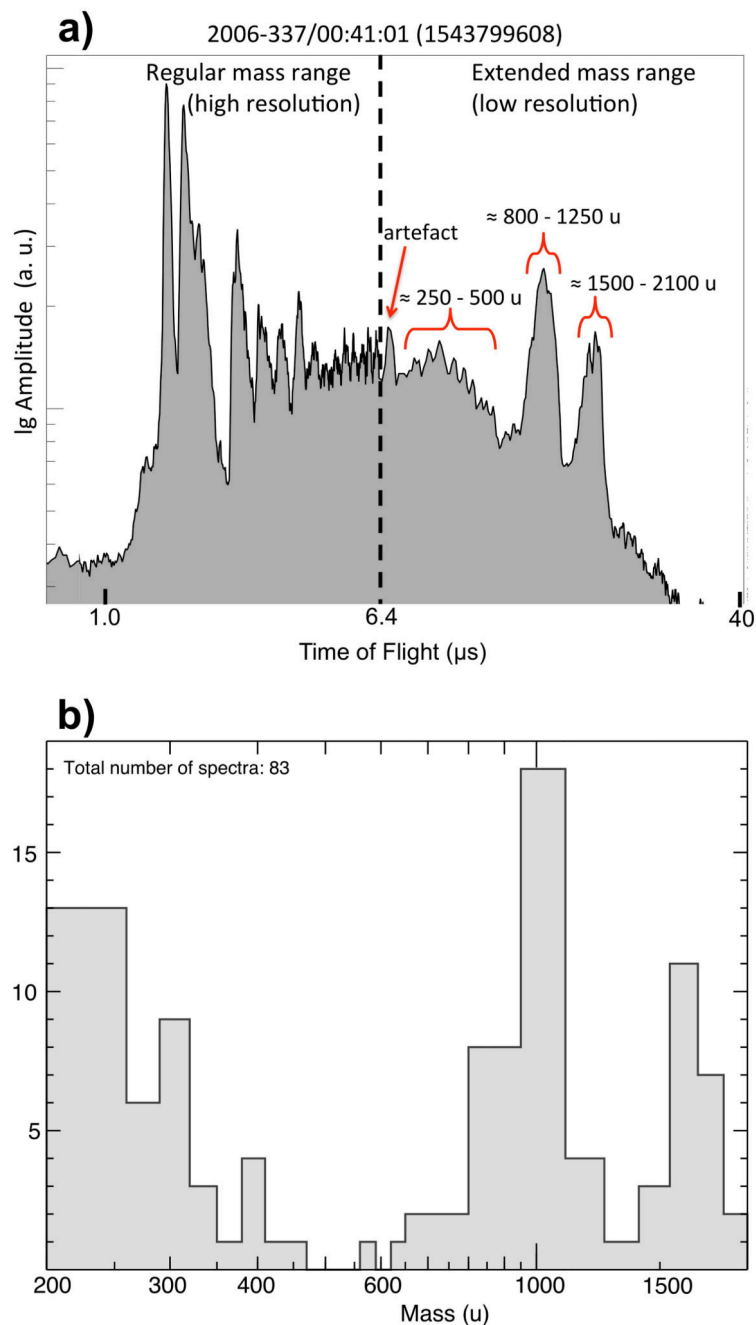 a)
2006-337/00:41:01 (1543799608)
Regular mass range
(high resolution)
Extended mass range
(low resolution)
≈ 800 - 1250 u
artefact
≈ 1500 - 2100 u
≈ 250 - 500 u
lg Amplitude (a. u.)
1.0
6.4
40
Time of Flight (µs)
b)
Total number of spectra: 83
15
10
5
200
300
400
600
1000
1500
Mass (u)